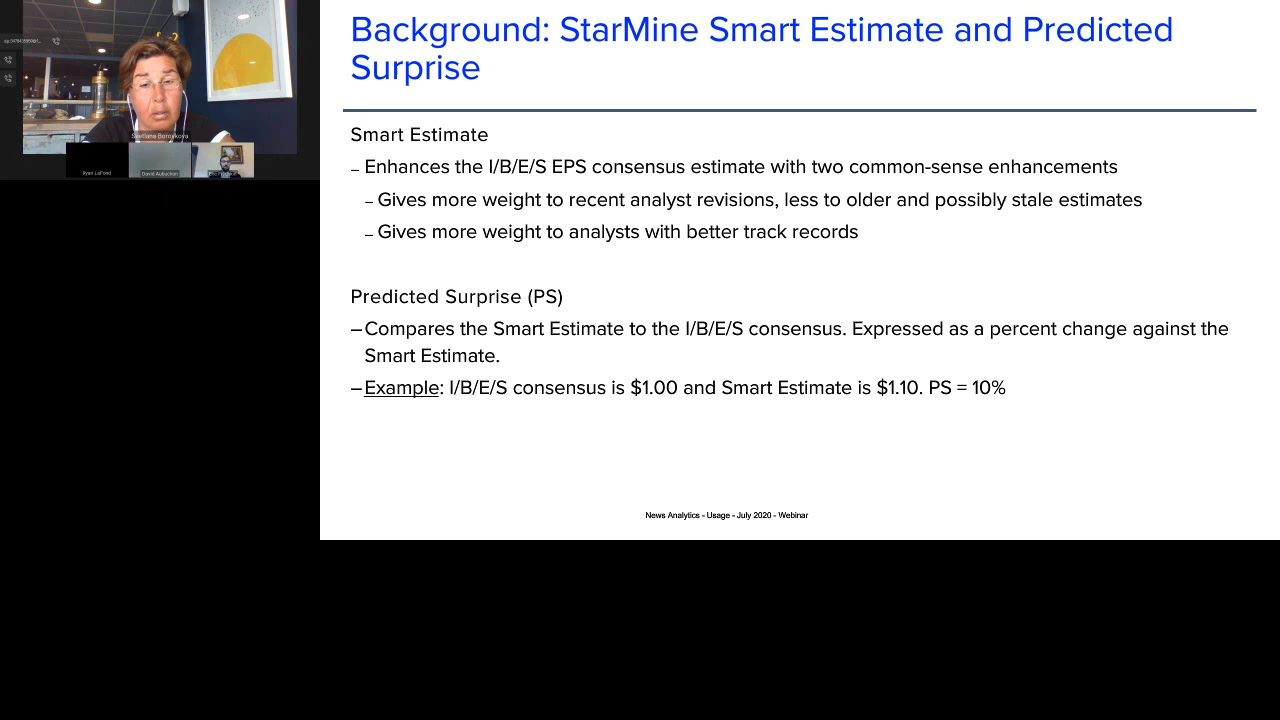 Background: StarMine Smart Estimate and Predicted
Surprise
Smart Estimate
– Enhances the I/B/E/S EPS consensus estimate with two common-sense enhancements
– Gives more weight to recent analyst revisions, less to older and possibly stale estimates
– Gives more weight to analysts with better track records
Predicted Surprise (PS)
– Compares the Smart Estimate to the I/B/E/S consensus. Expressed as a percent change against the
Smart Estimate.
– Example: I/B/E/S consensus is $1.00 and Smart Estimate is $1.10. PS = 10%
News Analytics - Usage - July 2020 - Webinar
Svetlana Borovkova
Ryan LaFond
David Aubuchon